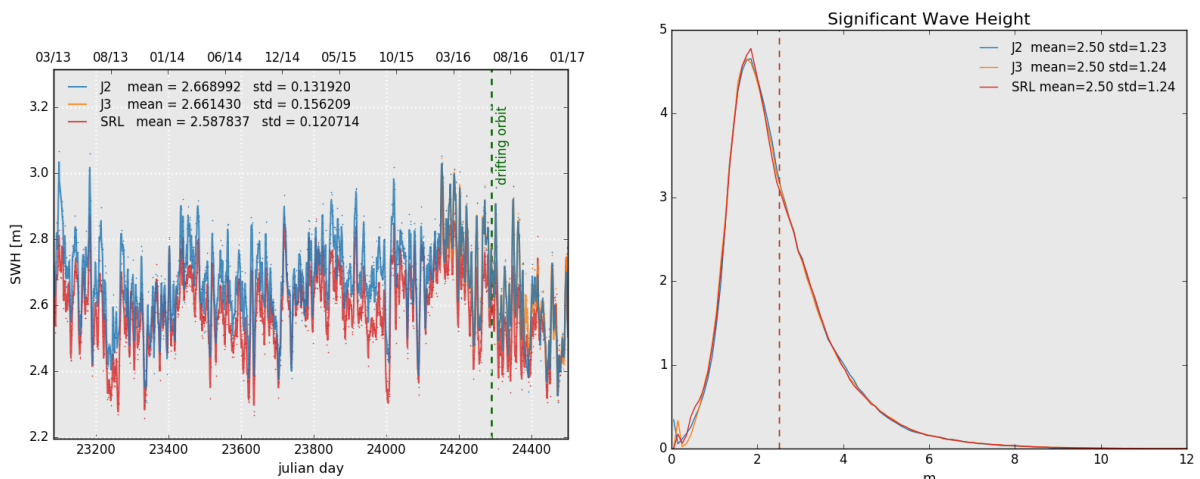 03/13 08/13 01/14 06/14 12/14 05/15 10/15 03/16 08/16 01/17
J2 mean = 2.668992 std = 0.131920
J3 mean = 2.661430 std = 0.156209
SRL mean = 2.587837 std = 0.120714
drifting orbit
SWH [m]
3.2
3.0
2.8
2.6
2.4
2.2
23200 23400 23600 23800 24000 24200 24400
julian day
Significant Wave Height
J2 mean=2.50 std=1.23
J3 mean=2.50 std=1.24
SRL mean=2.50 std=1.24
5
4
3
2
1
0
0 2 4 6 8 10 12
m